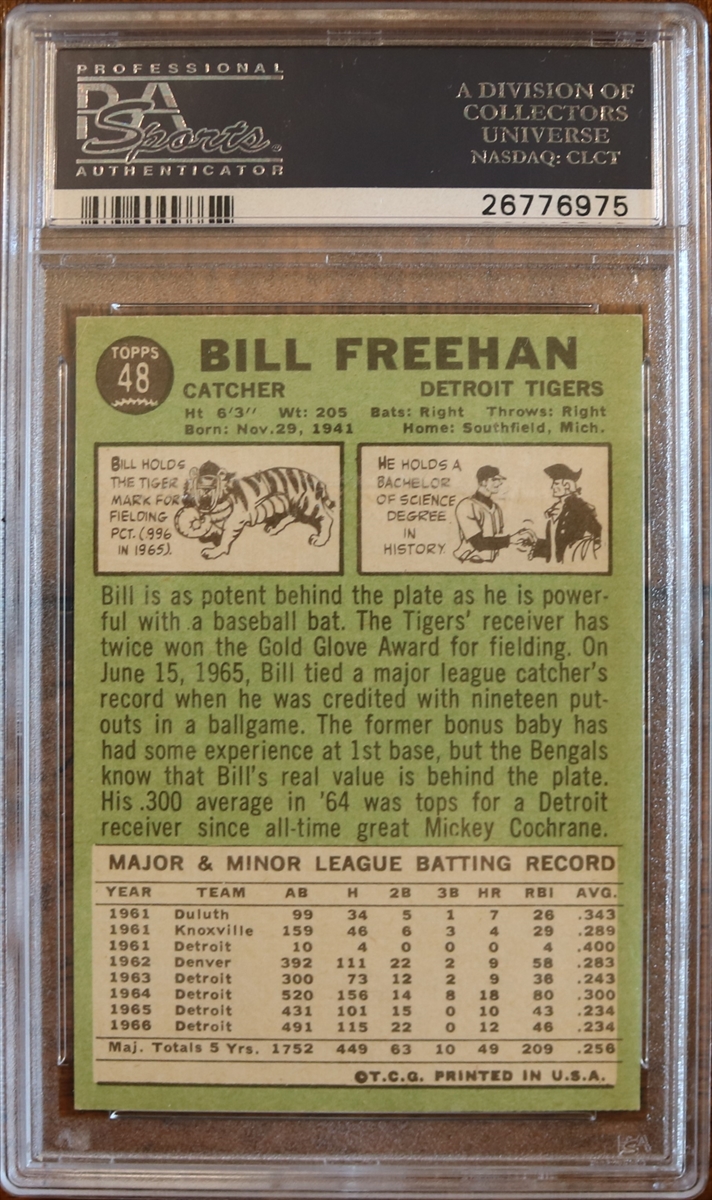 PROFESSIONAL
PSA
Sports®
AUTHENTICATOR
A DIVISION OF
COLLECTORS
UNIVERSE
NASDAQ: CLCT
26776975
TOPPS
48
BILL FREEHAN
CATCHER DETROIT TIGERS
Ht 6'3" Wt: 205 Bats: Right Throws: Right
Born: Nov.29, 1941 Home: Southfield, Mich.
BILL HOLDS
THE TIGER
MARK FOR
FIELDING
PCT. (996
IN 1965).
HE HOLDS A
BACHELOR
OF SCIENCE
DEGREE
IN
HISTORY.
Bill is as potent behind the plate as he is power-
ful with a baseball bat. The Tigers' receiver has
twice won the Gold Glove Award for fielding. On
June 15, 1965, Bill tied a major league catcher's
record when he was credited with nineteen put-
outs in a ballgame. The former bonus baby has
had some experience at 1st base, but the Bengals
know that Bill's real value is behind the plate.
His .300 average in '64 was tops for a Detroit
receiver since all-time great Mickey Cochrane.
MAJOR & MINOR LEAGUE BATTING RECORD
YEAR TEAM AB H 2B 3B HR RBI AVG.
1961 Duluth 99 34 5 1 7 26 .343
1961 Knoxville 159 46 6 3 4 29 .289
1961 Detroit 10 4 0 0 0 4 .400
1962 Denver 392 111 22 2 9 58 .283
1963 Detroit 300 73 12 2 9 36 .243
1964 Detroit 520 156 14 8 18 80 .300
1965 Detroit 431 101 15 0 10 43 .234
1966 Detroit 491 115 22 0 12 46 .234
Maj. Totals 5 Yrs. 1752 449 63 10 49 209 .256
©T.C.G. PRINTED IN U.S.A.